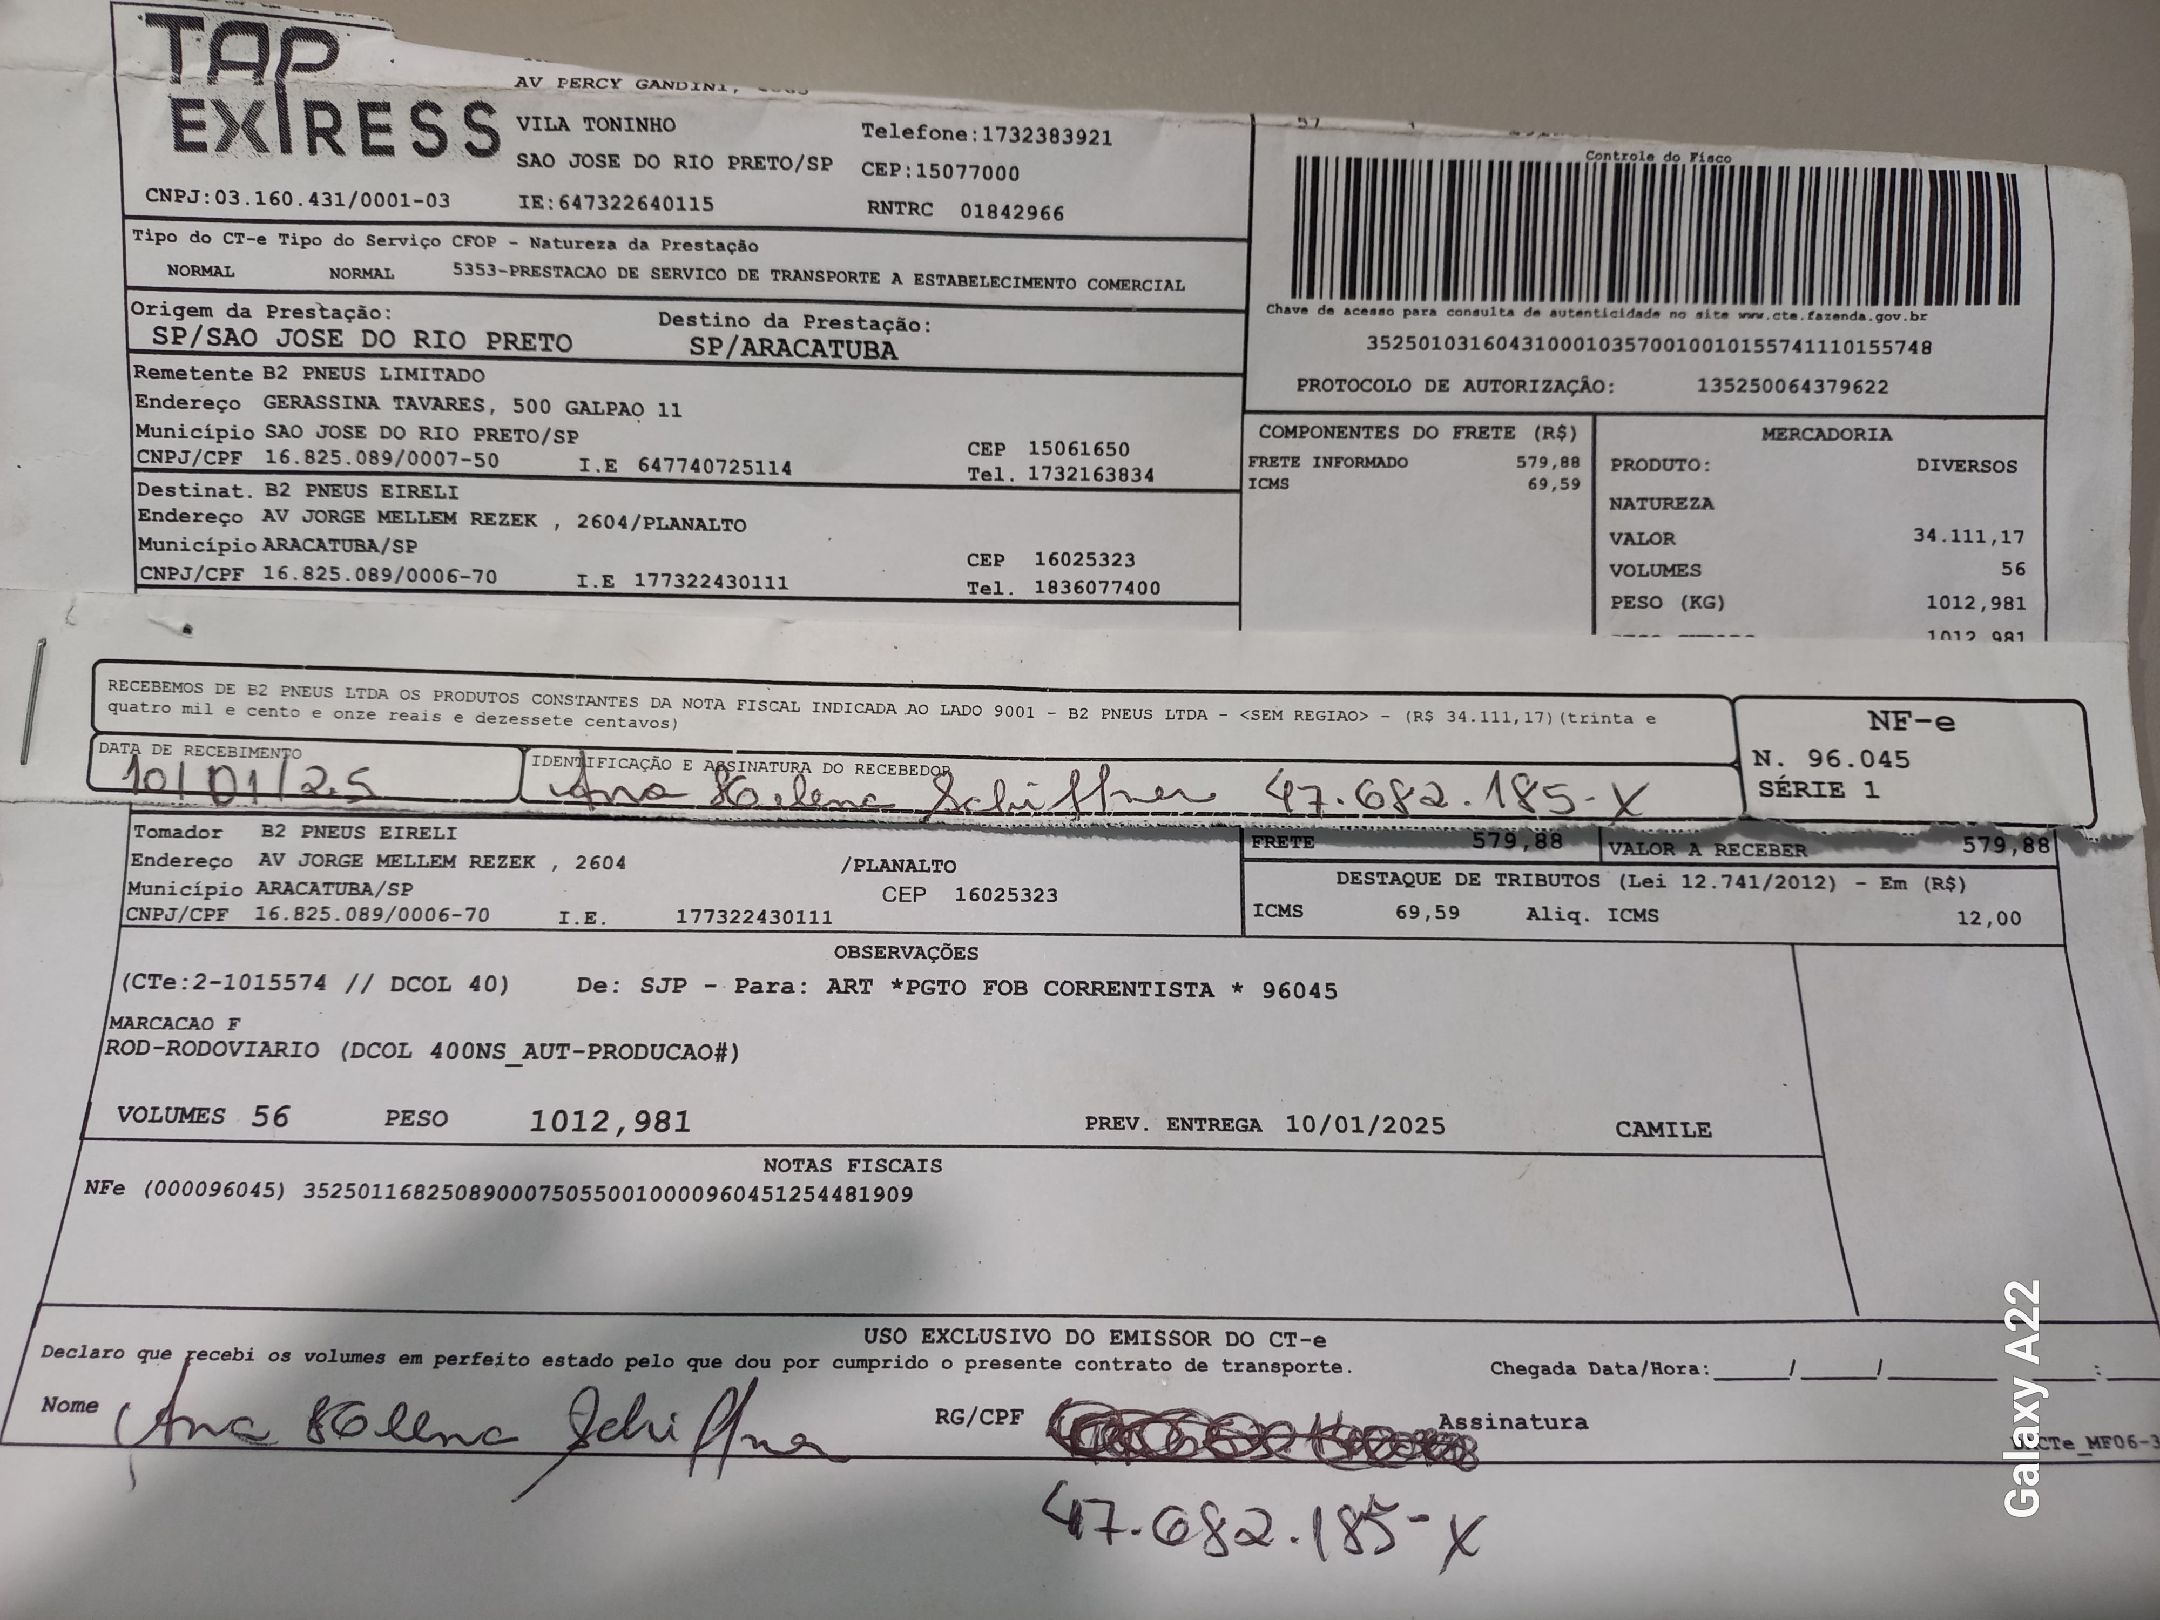 TAP
EXPRESS
AV PERCY GANDINI,
VILA TONINHO
SAO JOSE DO RIO PRETO/SP
Telefone:1732383921
CEP:15077000
CNPJ:03.160.431/0001-03
IE:647322640115
RNTRC 01842966
57 1
Controle do Fisco
Chave de acesso para consulta de autenticidade no site www.cte.fazenda.gov.br
35250103160431000103570010010155741110155748
PROTOCOLO DE AUTORIZAÇÃO: 135250064379622
Tipo do CT-e Tipo do Serviço CFOP - Natureza da Prestação
NORMAL NORMAL 5353-PRESTACAO DE SERVICO DE TRANSPORTE A ESTABELECIMENTO COMERCIAL
Origem da Prestação:
SP/SAO JOSE DO RIO PRETO
Destino da Prestação:
SP/ARACATUBA
Remetente B2 PNEUS LIMITADO
Endereço GERASSINA TAVARES, 500 GALPAO 11
Município SAO JOSE DO RIO PRETO/SP
CEP 15061650
CNPJ/CPF 16.825.089/0007-50 I.E 647740725114 Tel. 1732163834
Destinat. B2 PNEUS EIRELI
Endereço AV JORGE MELLEM REZEK , 2604/PLANALTO
Município ARACATUBA/SP
CEP 16025323
CNPJ/CPF 16.825.089/0006-70 I.E 177322430111 Tel. 1836077400
COMPONENTES DO FRETE (R$)
FRETE INFORMADO 579,88
ICMS 69,59
MERCADORIA
PRODUTO: DIVERSOS
NATUREZA
VALOR 34.111,17
VOLUMES 56
PESO (KG) 1012,981
1012,981
RECEBEMOS DE B2 PNEUS LTDA OS PRODUTOS CONSTANTES DA NOTA FISCAL INDICADA AO LADO 9001 - B2 PNEUS LTDA - <SEM REGIAO> - (R$ 34.111,17)(trinta e
quatro mil e cento e onze reais e dezessete centavos)
NF-e
N. 96.045
SÉRIE 1
DATA DE RECEBIMENTO
10/01/25
IDENTIFICAÇÃO E ASSINATURA DO RECEBEDOR
Ana Helena Schiffner 47.682.185-X
Tomador B2 PNEUS EIRELI
Endereço AV JORGE MELLEM REZEK , 2604 /PLANALTO
Município ARACATUBA/SP CEP 16025323
CNPJ/CPF 16.825.089/0006-70 I.E. 177322430111
FRETE 579,88 VALOR A RECEBER 579,88
DESTAQUE DE TRIBUTOS (Lei 12.741/2012) - Em (R$)
ICMS 69,59 Aliq. ICMS 12,00
OBSERVAÇÕES
(CTe:2-1015574 // DCOL 40) De: SJP - Para: ART *PGTO FOB CORRENTISTA * 96045
MARCACAO F
ROD-RODOVIARIO (DCOL 400NS_AUT-PRODUCAO#)
VOLUMES 56 PESO 1012,981 PREV. ENTREGA 10/01/2025 CAMILE
NOTAS FISCAIS
NFe (000096045) 35250116825089000750550010000960451254481909
USO EXCLUSIVO DO EMISSOR DO CT-e
Declaro que recebi os volumes em perfeito estado pelo que dou por cumprido o presente contrato de transporte.
Chegada Data/Hora:____/____/____ __:__
Nome Ana Helena Schiffner RG/CPF Assinatura
CTe_MF06-3
47.682.185-X
Galaxy A22